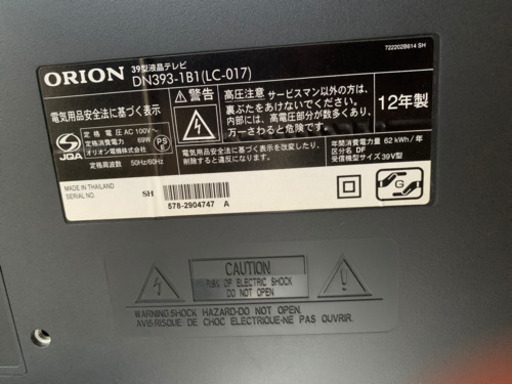 722202B614 SH
ORION
39型液晶テレビ
DN393-1B1(LC-017)
電気用品安全法に基づく表示
JQA
定格電圧 AC 100V~
定格消費電力 69W
オリオン電機株式会社
定格周波数 50Hz/60Hz
PS
E
警告
高圧注意 サービスマン以外の方は、
裏ぶたをあけないでください。
内部には、高電圧部分が数多くあり、
万一さわると危険です。
電気用品安全法に基づく表示を改変したり、
削除すると違反になります。
12年製
年間消費電力量 62 kWh/年
区分名 DF
受信機型サイズ 39V型
MADE IN THAILAND
SERIAL NO.
SH
578-2904747 A
G
CAUTION
RISK OF ELECTRIC SHOCK
DO NOT OPEN
WARNING:SHOCK HAZARD-DO NOT OPEN.
AVIS:RISQUE DE CHOC ELECTRIQUE-NE PAS OUVRIR.